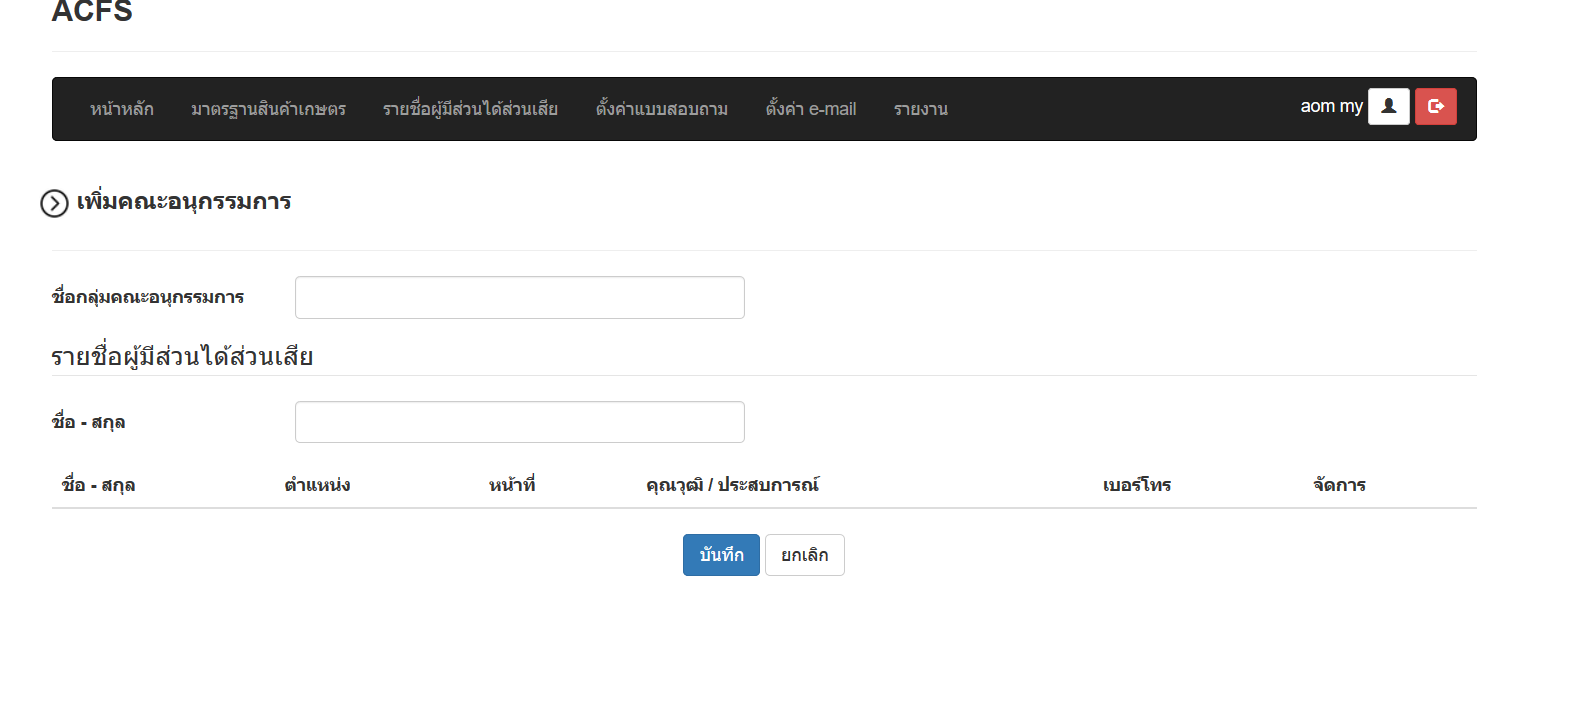 ACFS
หน้าหลัก มาตรฐานสินค้าเกษตร รายชื่อผู้มีส่วนได้ส่วนเสีย ตั้งค่าแบบสอบถาม ตั้งค่า e-mail รายงาน aom my
เพิ่มคณะอนุกรรมการ
ชื่อกลุ่มคณะอนุกรรมการ
รายชื่อผู้มีส่วนได้ส่วนเสีย
ชื่อ - สกุล
ชื่อ - สกุล ตำแหน่ง หน้าที่ คุณวุฒิ / ประสบการณ์ เบอร์โทร จัดการ
บันทึก ยกเลิก